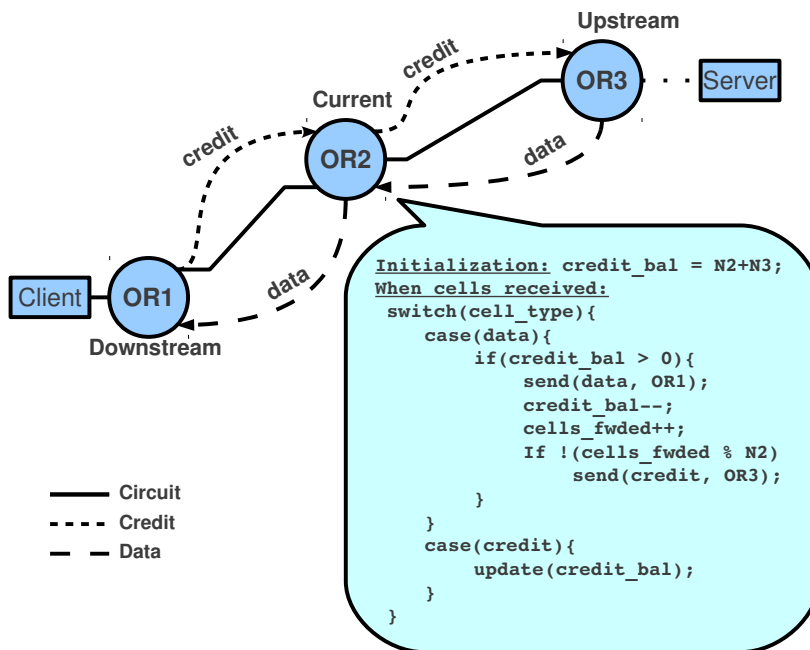 Upstream
OR3
Server
credit
Current
credit
OR2
data
Client
OR1
data
Downstream
Initialization: credit_bal = N2+N3;
When cells received:
switch(cell_type){
case(data){
if(credit_bal > 0){
send(data, OR1);
credit_bal--;
cells_fwded++;
If !(cells_fwded % N2)
send(credit, OR3);
}
}
case(credit){
update(credit_bal);
}
}
Circuit
Credit
Data